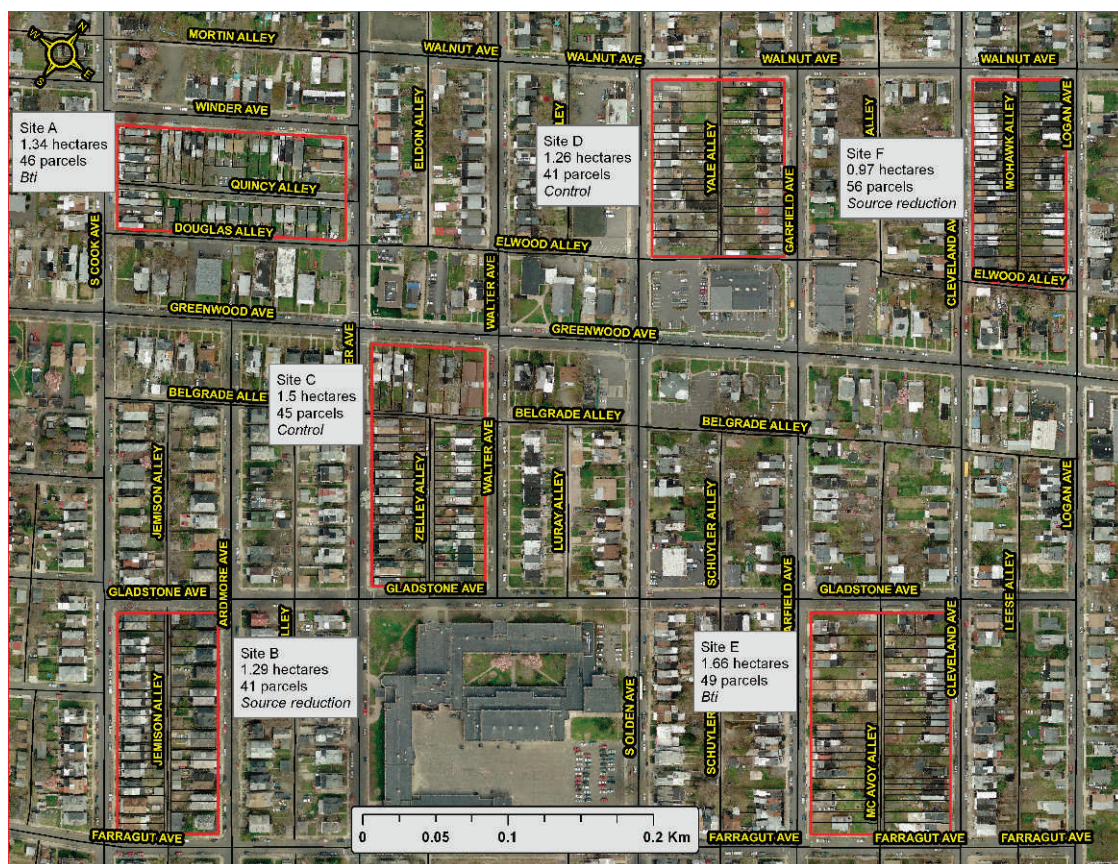 N
W
E
S
MORTIN ALLEY
WALNUT AVE
WALNUT AVE
WALNUT AVE
WALNUT AVE
WINDER AVE
Site A
1.34 hectares
46 parcels
Bti
QUINCY ALLEY
DOUGLAS ALLEY
S COOK AVE
ELDON ALLEY
Site D
1.26 hectares
41 parcels
Control
YALE ALLEY
GARFIELD AVE
Site F
0.97 hectares
56 parcels
Source reduction
MOHAWK ALLEY
LOGAN AVE
ELWOOD ALLEY
CLEVELAND AV
ELWOOD ALLEY
GREENWOOD AVE
WALTER AVE
GREENWOOD AVE
Site C
1.5 hectares
45 parcels
Control
BELGRADE ALLE
BELGRADE ALLEY
BELGRADE ALLEY
JEMISON ALLEY
ZELLEY ALLEY
WALTER AVE
LURAY ALLEY
SCHUYLER ALLEY
LOGAN AVE
GLADSTONE AVE
ARDMORE AVE
GLADSTONE AVE
GARFIELD AVE
GLADSTONE AVE
LEESE ALLEY
Site B
1.29 hectares
41 parcels
Source reduction
JEMISON ALLEY
Site E
1.66 hectares
49 parcels
Bti
CLEVELAND AVE
S OLDEN AVE
SCHUYLER
MC AVOY ALLEY
FARRAGUT AVE
0 0.05 0.1 0.2 Km
FARRAGUT AVE
FARRAGUT AVE
FARRAGUT AVE